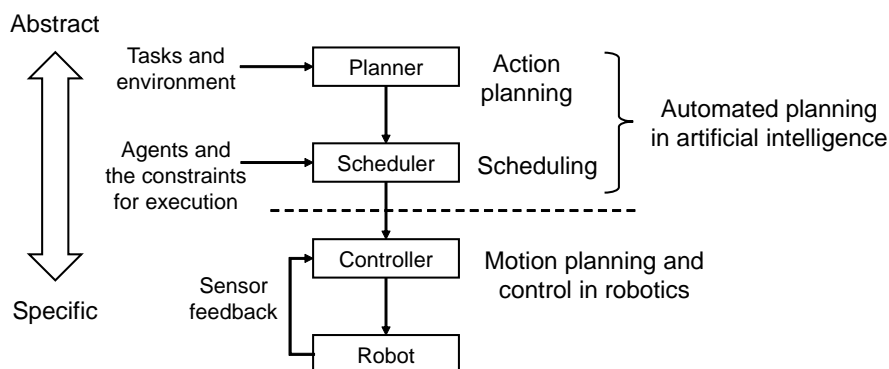 Abstract
Tasks and
environment
Planner
Action
planning
Automated planning
in artificial intelligence
Agents and
the constraints
for execution
Scheduler
Scheduling
Controller
Motion planning and
control in robotics
Sensor
feedback
Specific
Robot